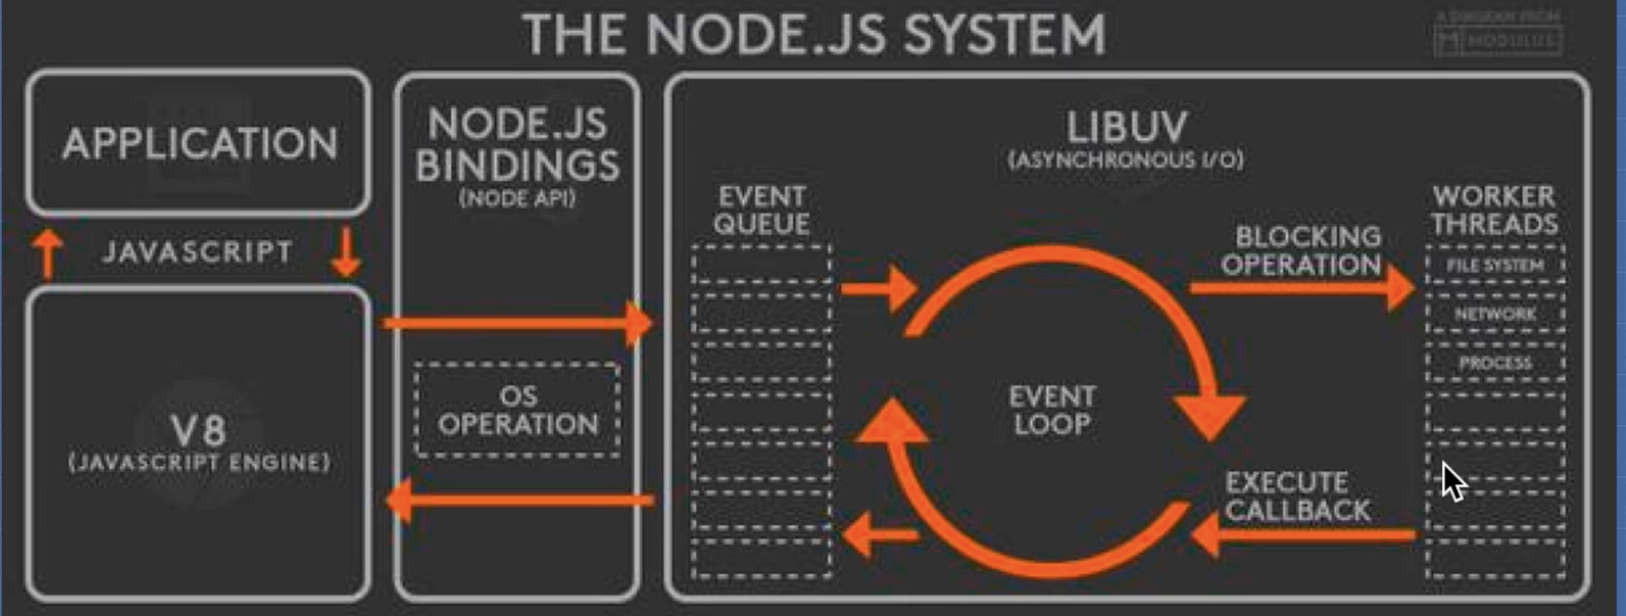 THE NODE.JS SYSTEM
A DIAGRAM FROM
MODULUS
APPLICATION
JAVASCRIPT
V8
(JAVASCRIPT ENGINE)
NODE.JS
BINDINGS
(NODE API)
OS
OPERATION
LIBUV
(ASYNCHRONOUS I/O)
EVENT
QUEUE
EVENT
LOOP
BLOCKING
OPERATION
EXECUTE
CALLBACK
WORKER
THREADS
FILE SYSTEM
NETWORK
PROCESS